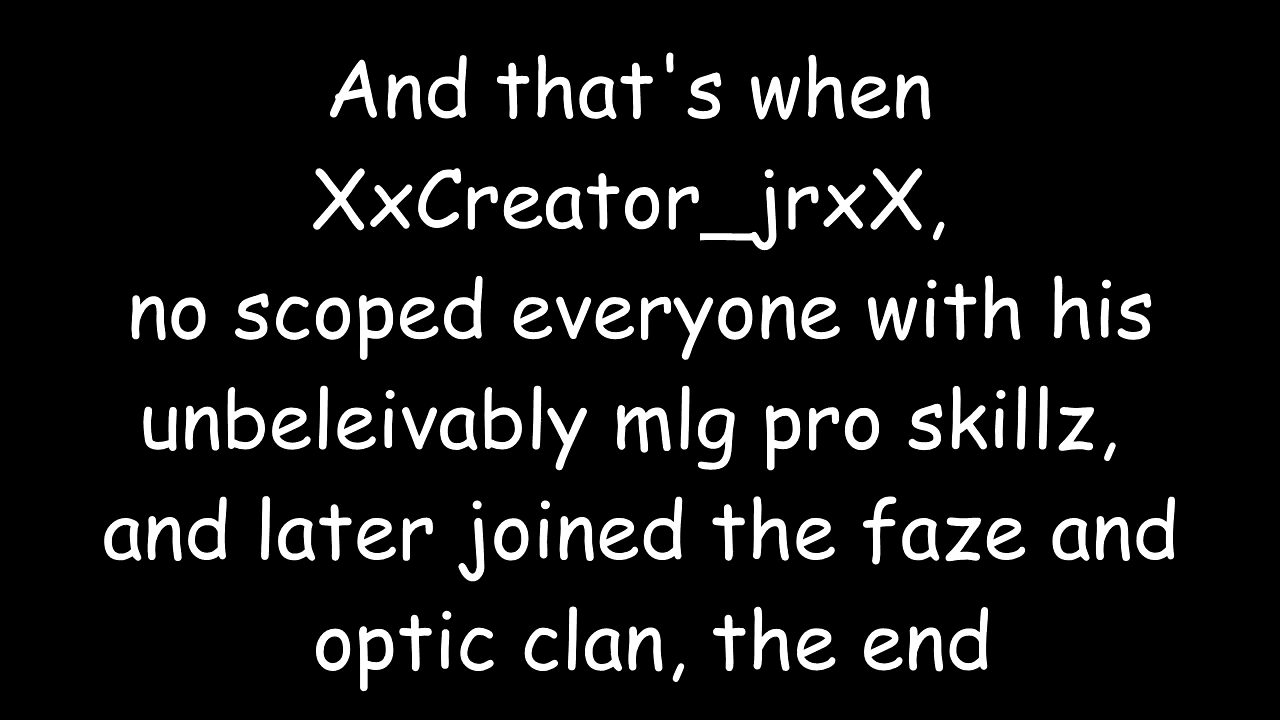 And that's when
XxCreator_jrxX,
no scoped everyone with his
unbeleivably mlg pro skillz,
and later joined the faze and
optic clan, the end